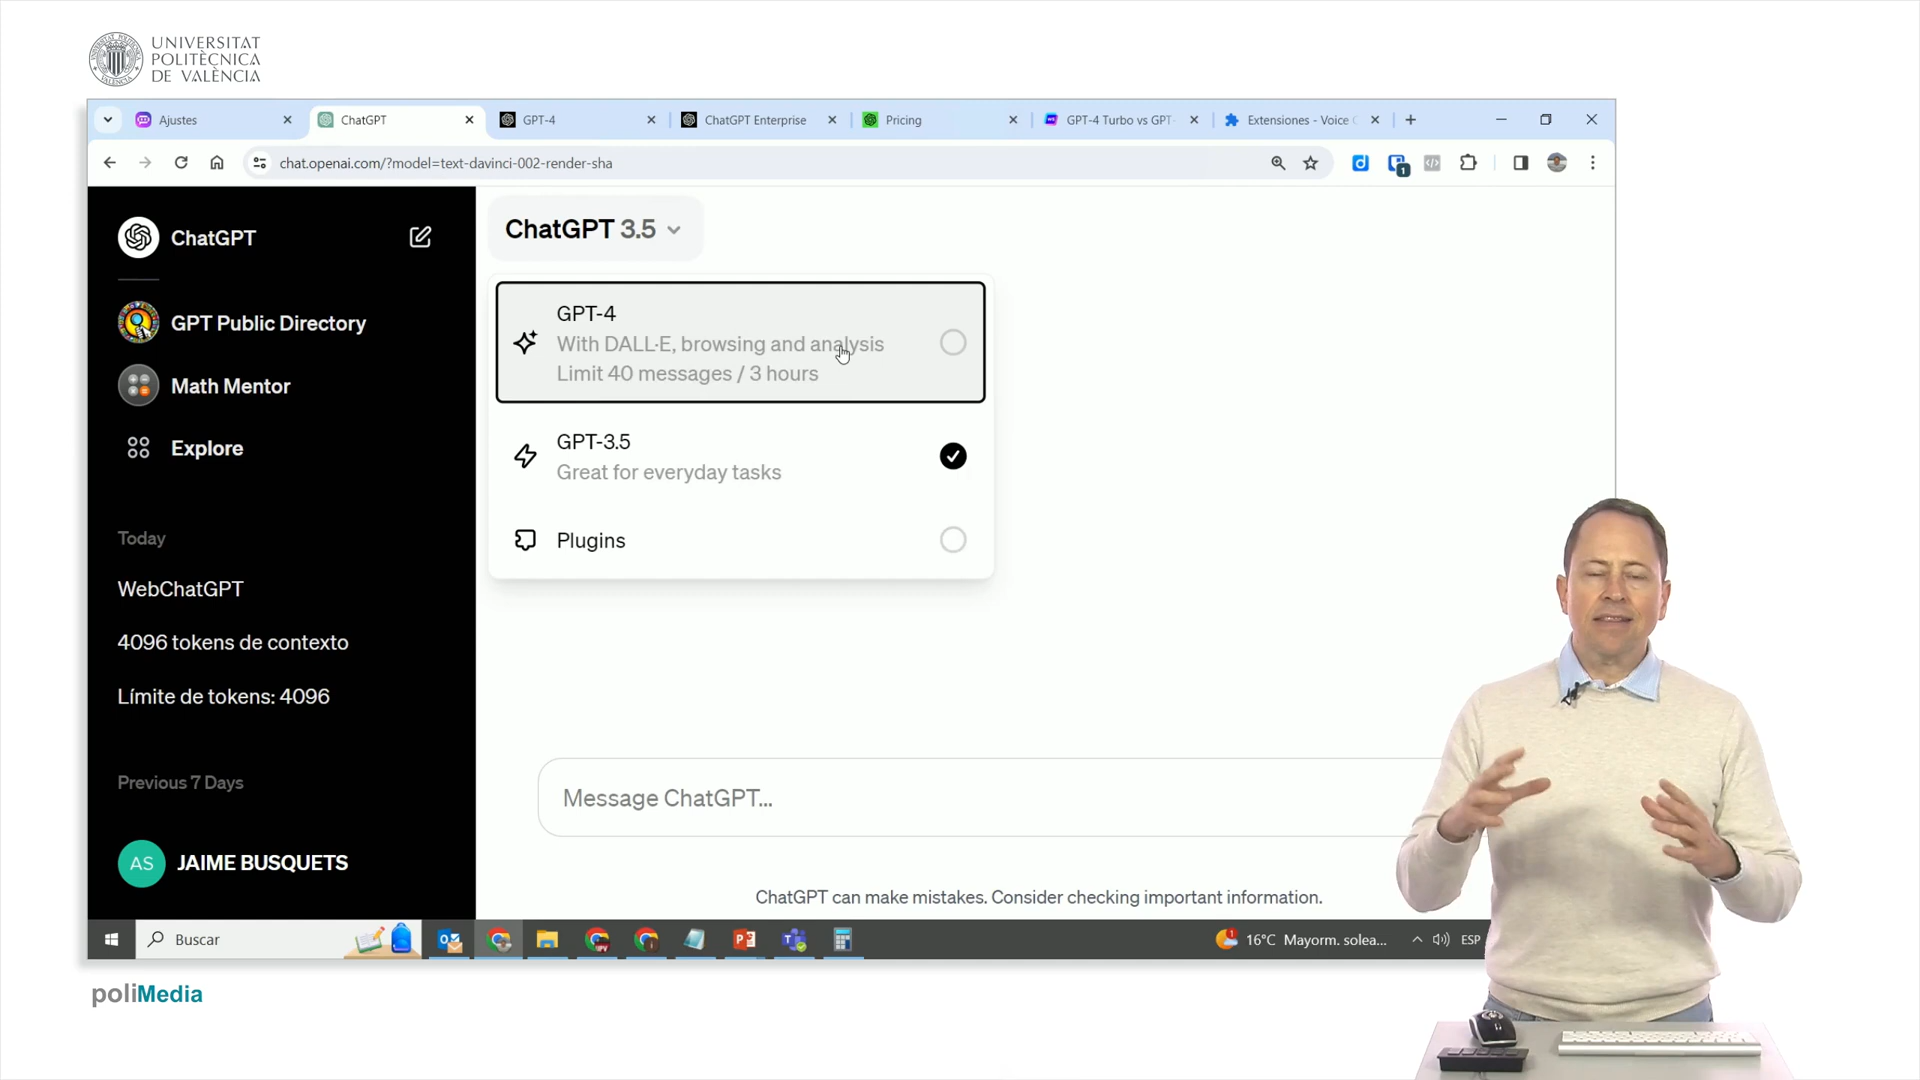 UNIVERSITAT
POLITÈCNICA
DE VALÈNCIA
Ajustes
ChatGPT
GPT-4
ChatGPT Enterprise
Pricing
GPT-4 Turbo vs GPT-
Extensiones - Voice C
chat.openai.com/?model=text-davinci-002-render-sha
1
ChatGPT
GPT Public Directory
Math Mentor
Explore
Today
WebChatGPT
4096 tokens de contexto
Límite de tokens: 4096
Previous 7 Days
AS
JAIME BUSQUETS
ChatGPT 3.5
GPT-4
With DALL·E, browsing and analysis
Limit 40 messages / 3 hours
GPT-3.5
Great for everyday tasks
Plugins
Message ChatGPT...
ChatGPT can make mistakes. Consider checking important information.
Buscar
16°C Mayorm. solea...
ESP
poliMedia